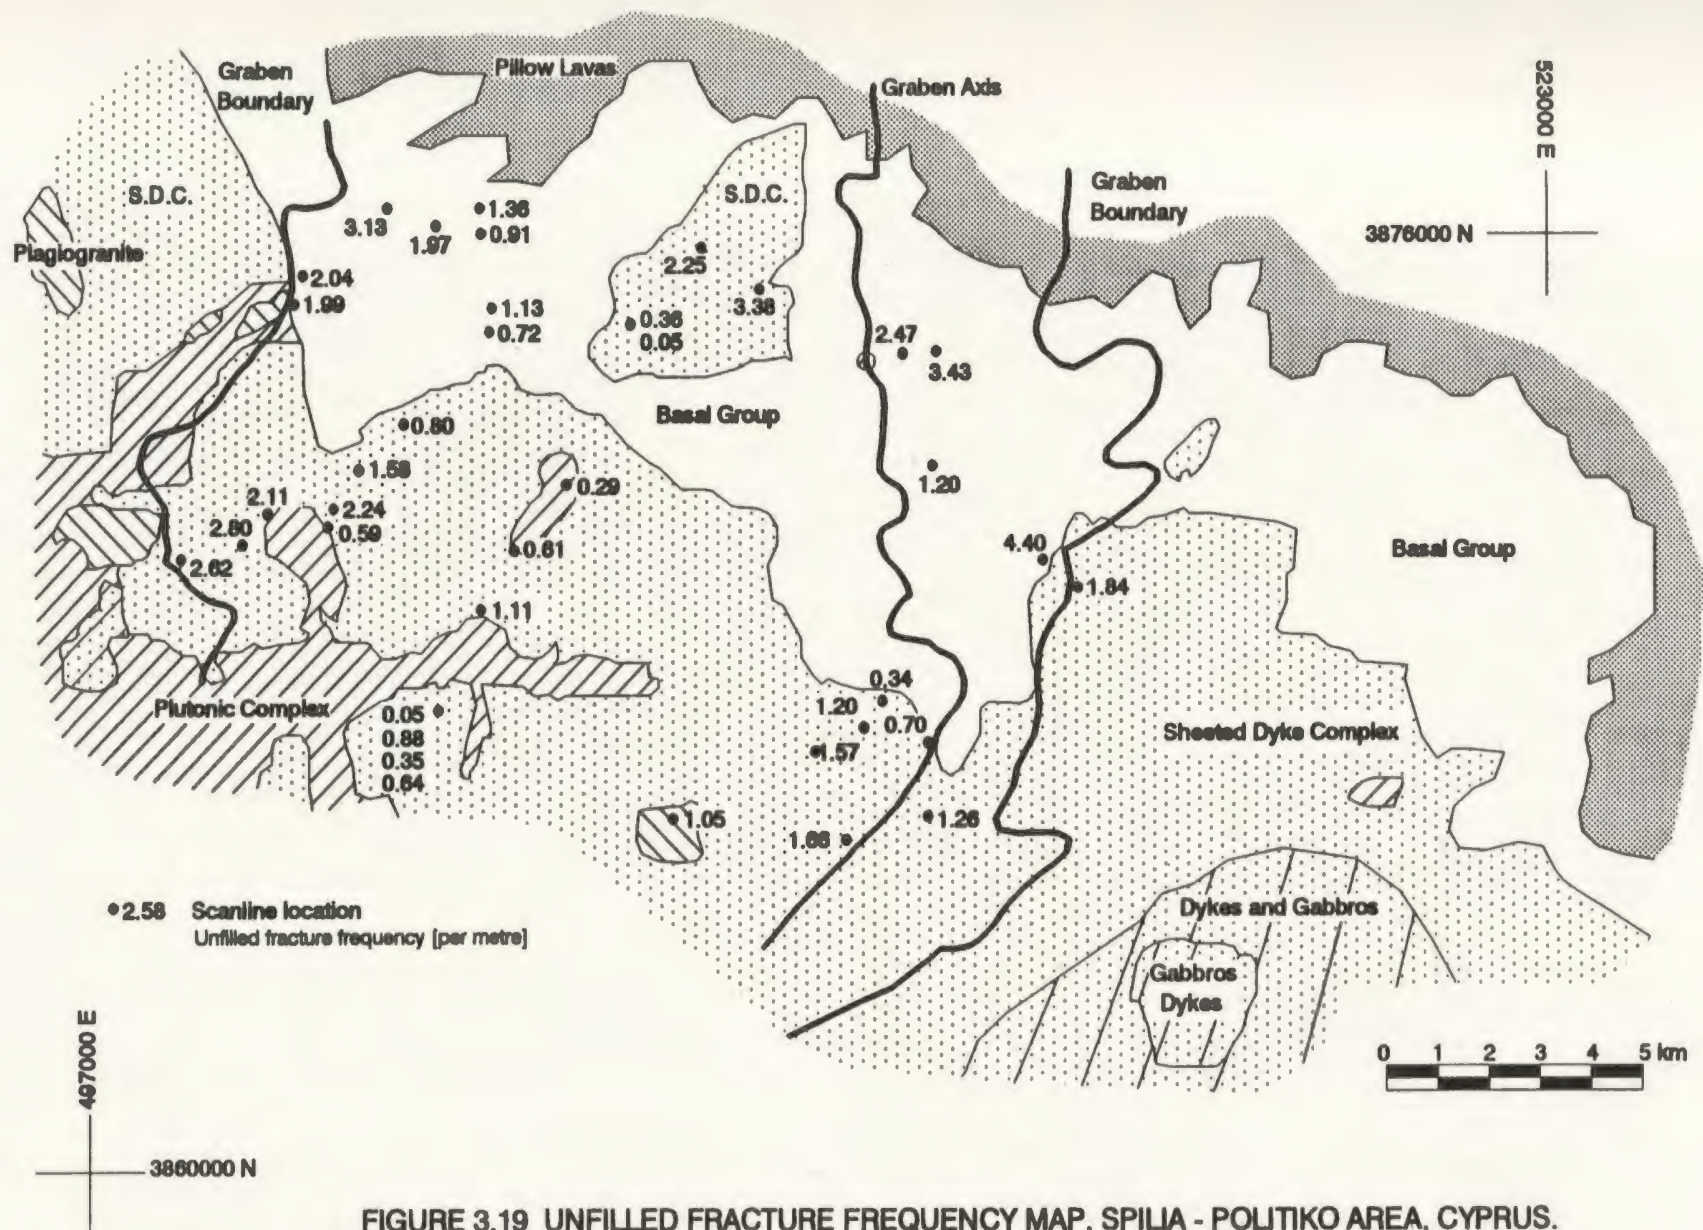 Graben
Boundary
Pillow Lavas
Graben Axis
523000 E
S.D.C.
S.D.C.
Graben
Boundary
Plagiogranite
3.13
1.97
1.36
0.91
3876000 N
2.04
1.99
2.25
3.38
1.13
0.72
0.36
0.05
2.47
3.43
Basal Group
0.80
1.58
0.29
1.20
2.11
2.24
0.59
2.80
0.61
2.62
4.40
1.84
Basal Group
1.11
Plutonic Complex
0.05
0.88
0.35
0.64
0.34
1.20
0.70
1.57
Sheeted Dyke Complex
1.05
1.66
1.26
2.58 Scanline location
Unfilled fracture frequency [per metre]
Dykes and Gabbros
Gabbros
Dykes
0 1 2 3 4 5 km
497000 E
3860000 N
FIGURE 3.19 UNFILLED FRACTURE FREQUENCY MAP, SPILIA - POLITIKO AREA, CYPRUS.